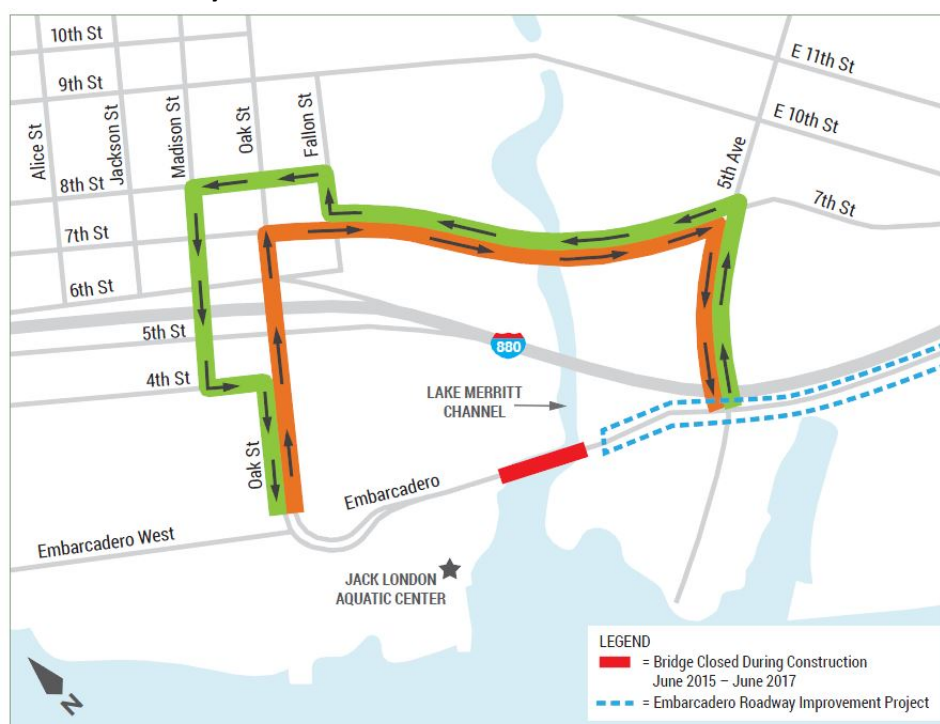 10th St
9th St
Alice St
Jackson St
Madison St
Oak St
Fallon St
8th St
7th St
6th St
5th St
4th St
E 11th St
E 10th St
5th Ave
7th St
880
LAKE MERRITT
CHANNEL
Oak St
Embarcadero
Embarcadero West
JACK LONDON
AQUATIC CENTER
N
LEGEND
= Bridge Closed During Construction
June 2015 – June 2017
= Embarcadero Roadway Improvement Project